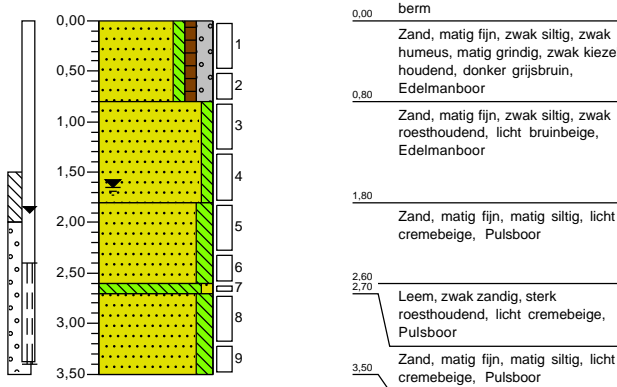 0,00
0,50
1,00
1,50
2,00
2,50
3,00
3,50
1
2
3
4
5
6
7
8
9
berm
0,00
Zand, matig fijn, zwak siltig, zwak
humeus, matig grindig, zwak kieze
houdend, donker grijsbruin,
Edelmanboor
0,80
Zand, matig fijn, zwak siltig, zwak
roesthoudend, licht bruinbeige,
Edelmanboor
1,80
Zand, matig fijn, matig siltig, licht
cremebeige, Pulsboor
2,60
2,70
Leem, zwak zandig, sterk
roesthoudend, licht cremebeige,
Pulsboor
Zand, matig fijn, matig siltig, licht
3,50
cremebeige, Pulsboor